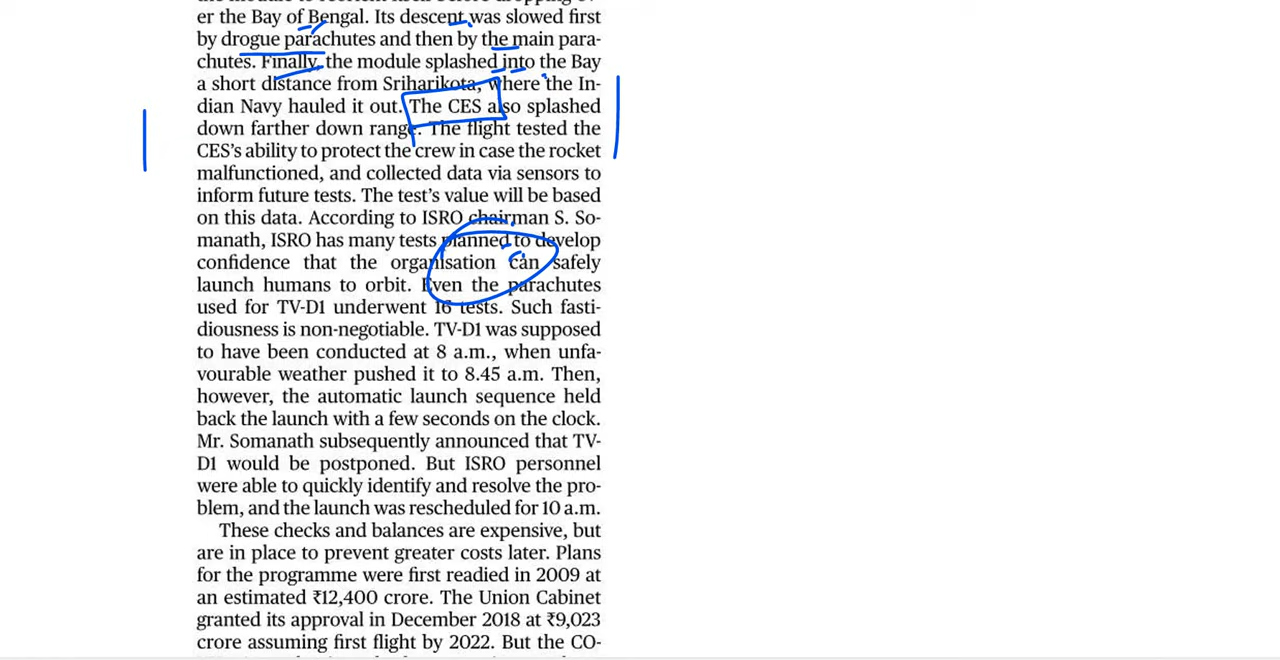 er the Bay of Bengal. Its descent was slowed first
by drogue parachutes and then by the main para-
chutes. Finally, the module splashed into the Bay
a short distance from Sriharikota, where the In-
dian Navy hauled it out. The CES also splashed
down farther down range. The flight tested the
CES's ability to protect the crew in case the rocket
malfunctioned, and collected data via sensors to
inform future tests. The test's value will be based
on this data. According to ISRO chairman S. So-
manath, ISRO has many tests planned to develop
confidence that the organisation can safely
launch humans to orbit. Even the parachutes
used for TV-D1 underwent 16 tests. Such fasti-
diousness is non-negotiable. TV-D1 was supposed
to have been conducted at 8 a.m., when unfa-
vourable weather pushed it to 8.45 a.m. Then,
however, the automatic launch sequence held
back the launch with a few seconds on the clock.
Mr. Somanath subsequently announced that TV-
D1 would be postponed. But ISRO personnel
were able to quickly identify and resolve the pro-
blem, and the launch was rescheduled for 10 a.m.
These checks and balances are expensive, but
are in place to prevent greater costs later. Plans
for the programme were first readied in 2009 at
an estimated ₹12,400 crore. The Union Cabinet
granted its approval in December 2018 at ₹9,023
crore assuming first flight by 2022. But the CO-